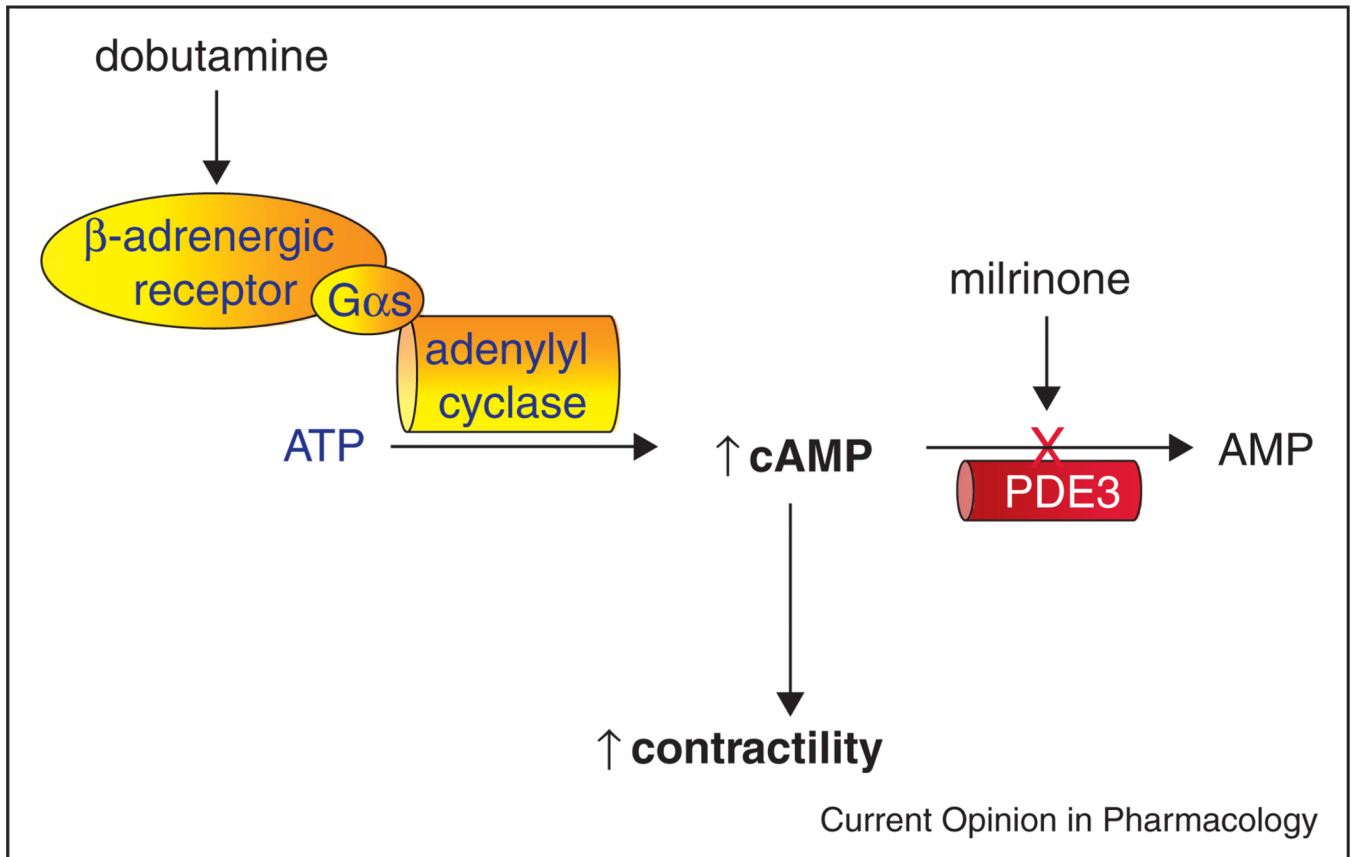 dobutamine
β-adrenergic
receptor
Gαs
adenylyl
cyclase
milrinone
ATP
↑ cAMP
X
AMP
PDE3
↑ contractility
Current Opinion in Pharmacology